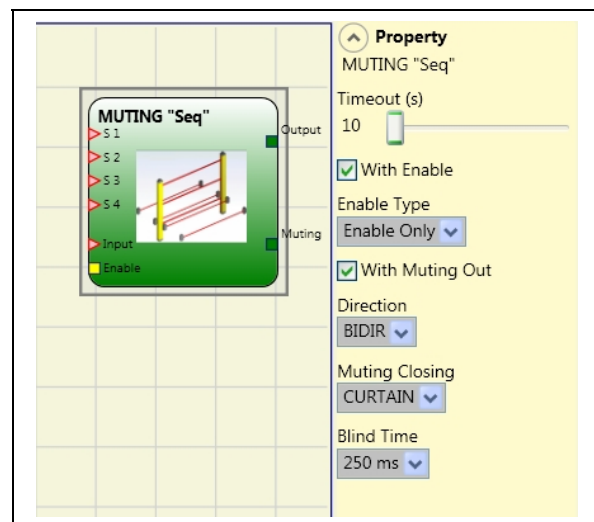 MUTING "Seq"
S 1
S 2
S 3
S 4
Input
Enable
Output
Muting
Property
MUTING "Seq"
Timeout (s)
10
With Enable
Enable Type
Enable Only
With Muting Out
Direction
BIDIR
Muting Closing
CURTAIN
Blind Time
250 ms